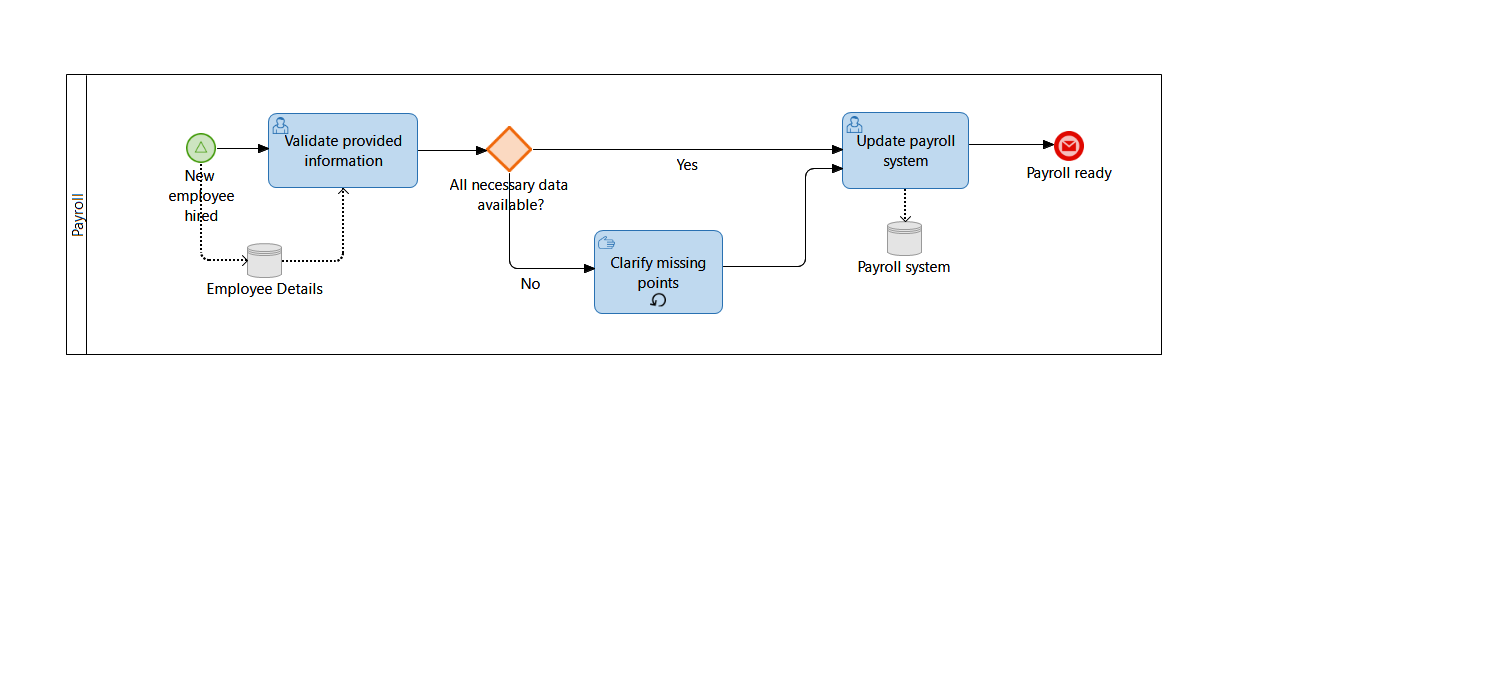 Payroll
New
employee
hired
Validate provided
information
Employee Details
All necessary data
available?
Yes
No
Clarify missing
points
Update payroll
system
Payroll system
Payroll ready